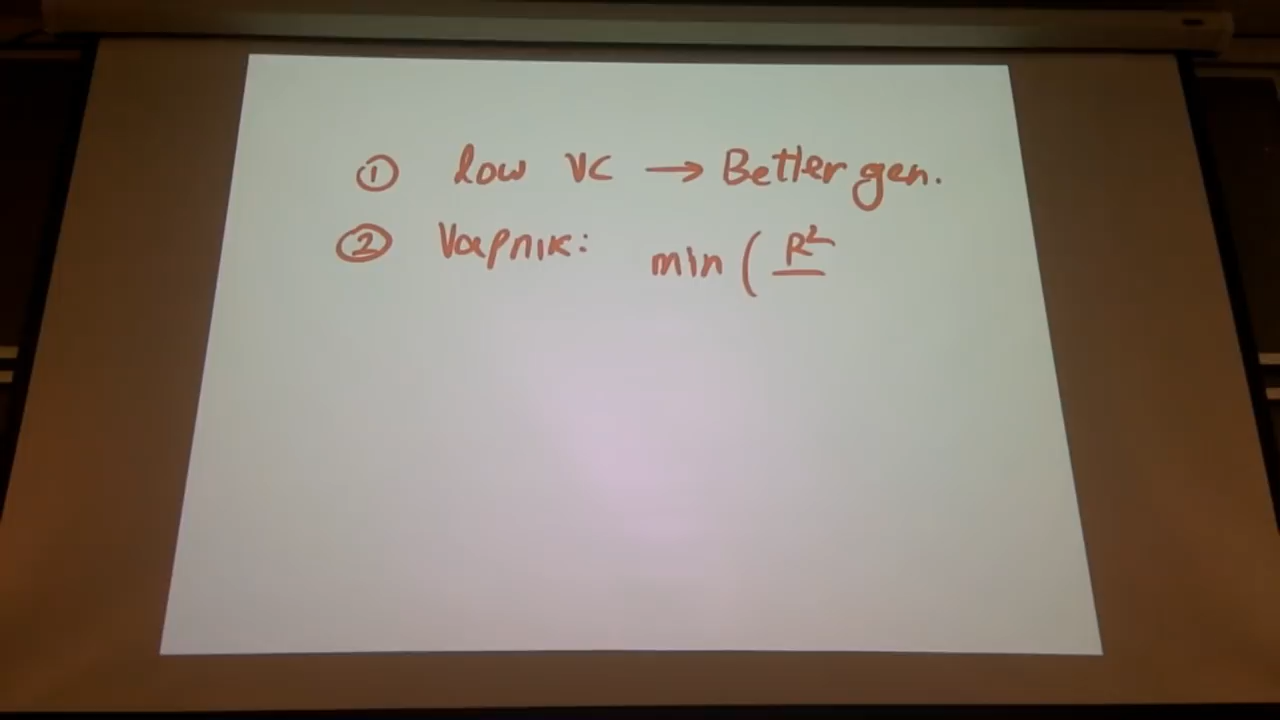 ① low VC → Better gen.
② Vapnik: min ( R²